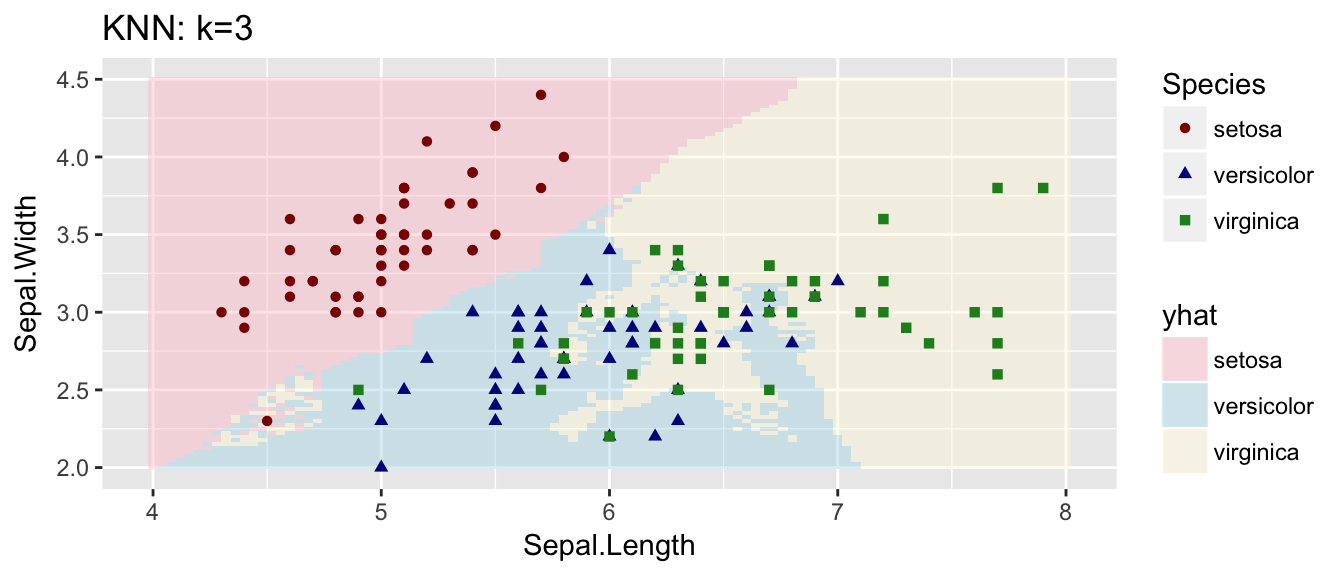 KNN: k=3
4.5
4.0
3.5
3.0
2.5
2.0
Sepal.Width
4 5 6 7 8
Sepal.Length
Species
setosa
versicolor
virginica
yhat
setosa
versicolor
virginica